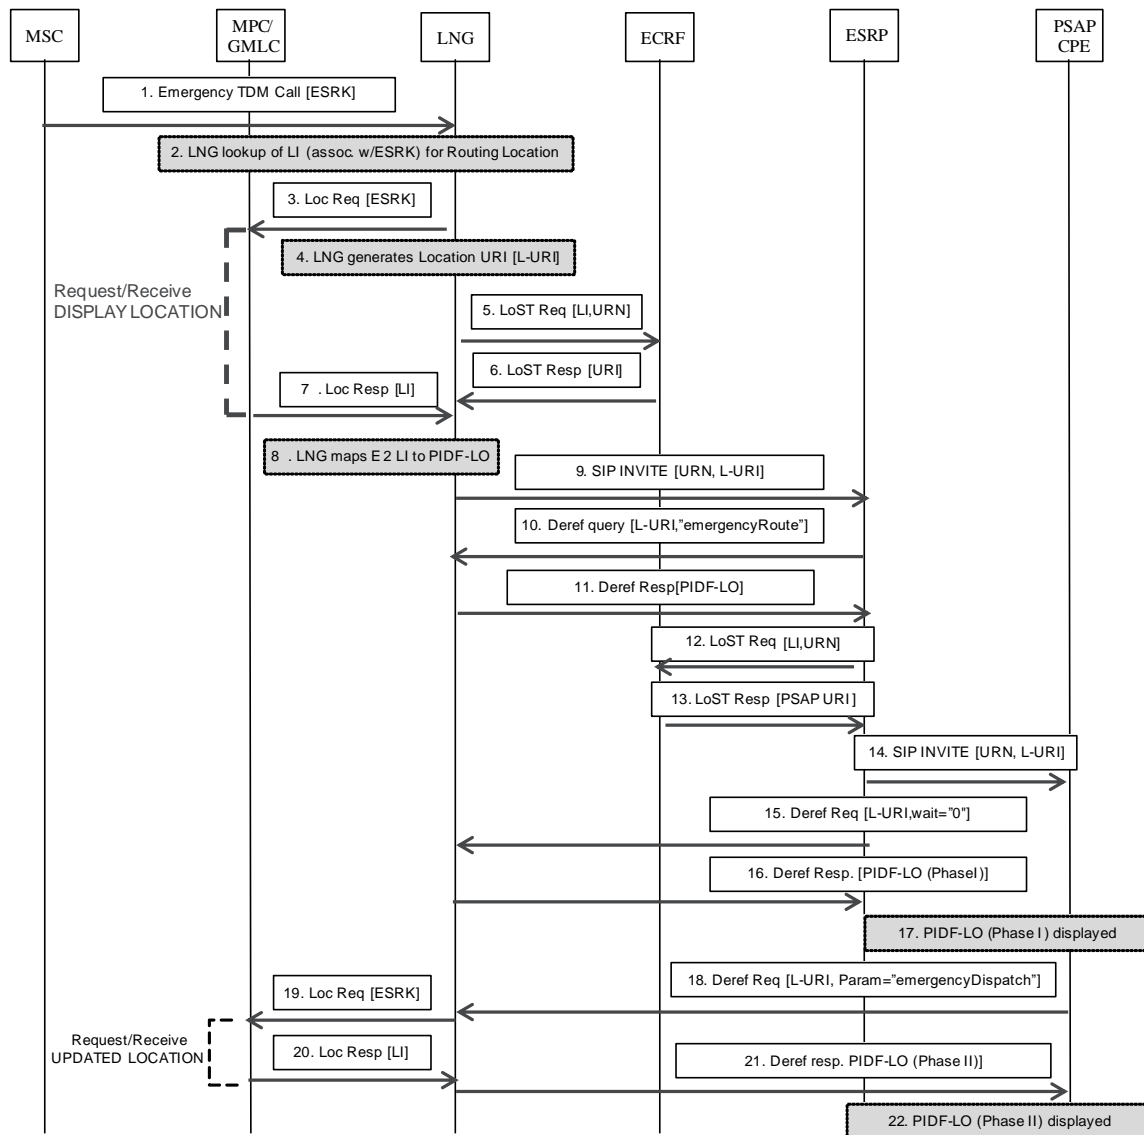 MSC
MPC/
GMLC
LNG
ECRF
ESRP
PSAP
CPE
1. Emergency TDM Call [ESRK]
2. LNG lookup of LI (assoc. w/ESRK) for Routing Location
3. Loc Req [ESRK]
4. LNG generates Location URI [L-URI]
Request/Receive
DISPLAY LOCATION
5. LoST Req [LI,URN]
6. LoST Resp [URI]
7 . Loc Resp [LI]
8 . LNG maps E 2 LI to PIDF-LO
9. SIP INVITE [URN, L-URI]
10. Deref query [L-URI,”emergencyRoute”]
11. Deref Resp[PIDF-LO]
12. LoST Req [LI,URN]
13. LoST Resp [PSAP URI ]
14. SIP INVITE [URN, L-URI]
15. Deref Req [L-URI,wait=”0"]
16. Deref Resp. [PIDF-LO (PhaseI)]
17. PIDF-LO (Phase I ) displayed
18. Deref Req [L-URI, Param=”emergencyDispatch”]
19. Loc Req [ESRK]
Request/Receive
UPDATED LOCATION
20. Loc Resp [LI]
21. Deref resp. PIDF-LO (Phase II)]
22. PIDF-LO (Phase II) displayed